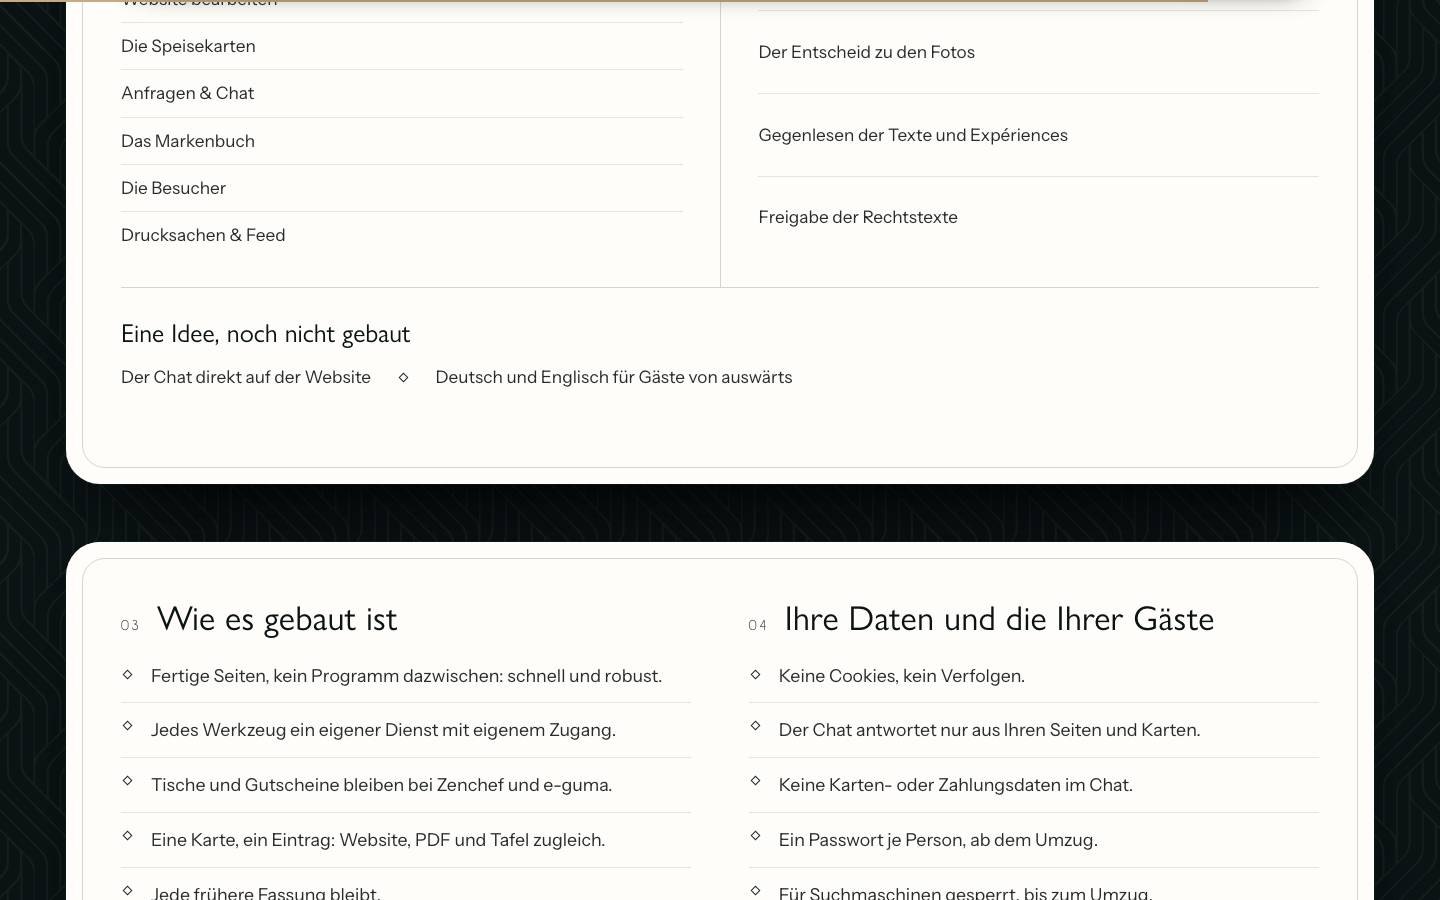 Website bearbeiten
Die Speisekarten
Anfragen & Chat
Das Markenbuch
Die Besucher
Drucksachen & Feed
Der Entscheid zu den Fotos
Gegenlesen der Texte und Expériences
Freigabe der Rechtstexte
Eine Idee, noch nicht gebaut
Der Chat direkt auf der Website ◇ Deutsch und Englisch für Gäste von auswärts
03 Wie es gebaut ist
◇ Fertige Seiten, kein Programm dazwischen: schnell und robust.
◇ Jedes Werkzeug ein eigener Dienst mit eigenem Zugang.
◇ Tische und Gutscheine bleiben bei Zenchef und e-guma.
◇ Eine Karte, ein Eintrag: Website, PDF und Tafel zugleich.
◇ Jede frühere Fassung bleibt.
04 Ihre Daten und die Ihrer Gäste
◇ Keine Cookies, kein Verfolgen.
◇ Der Chat antwortet nur aus Ihren Seiten und Karten.
◇ Keine Karten- oder Zahlungsdaten im Chat.
◇ Ein Passwort je Person, ab dem Umzug.
◇ Für Suchmaschinen gesperrt, bis zum Umzug.